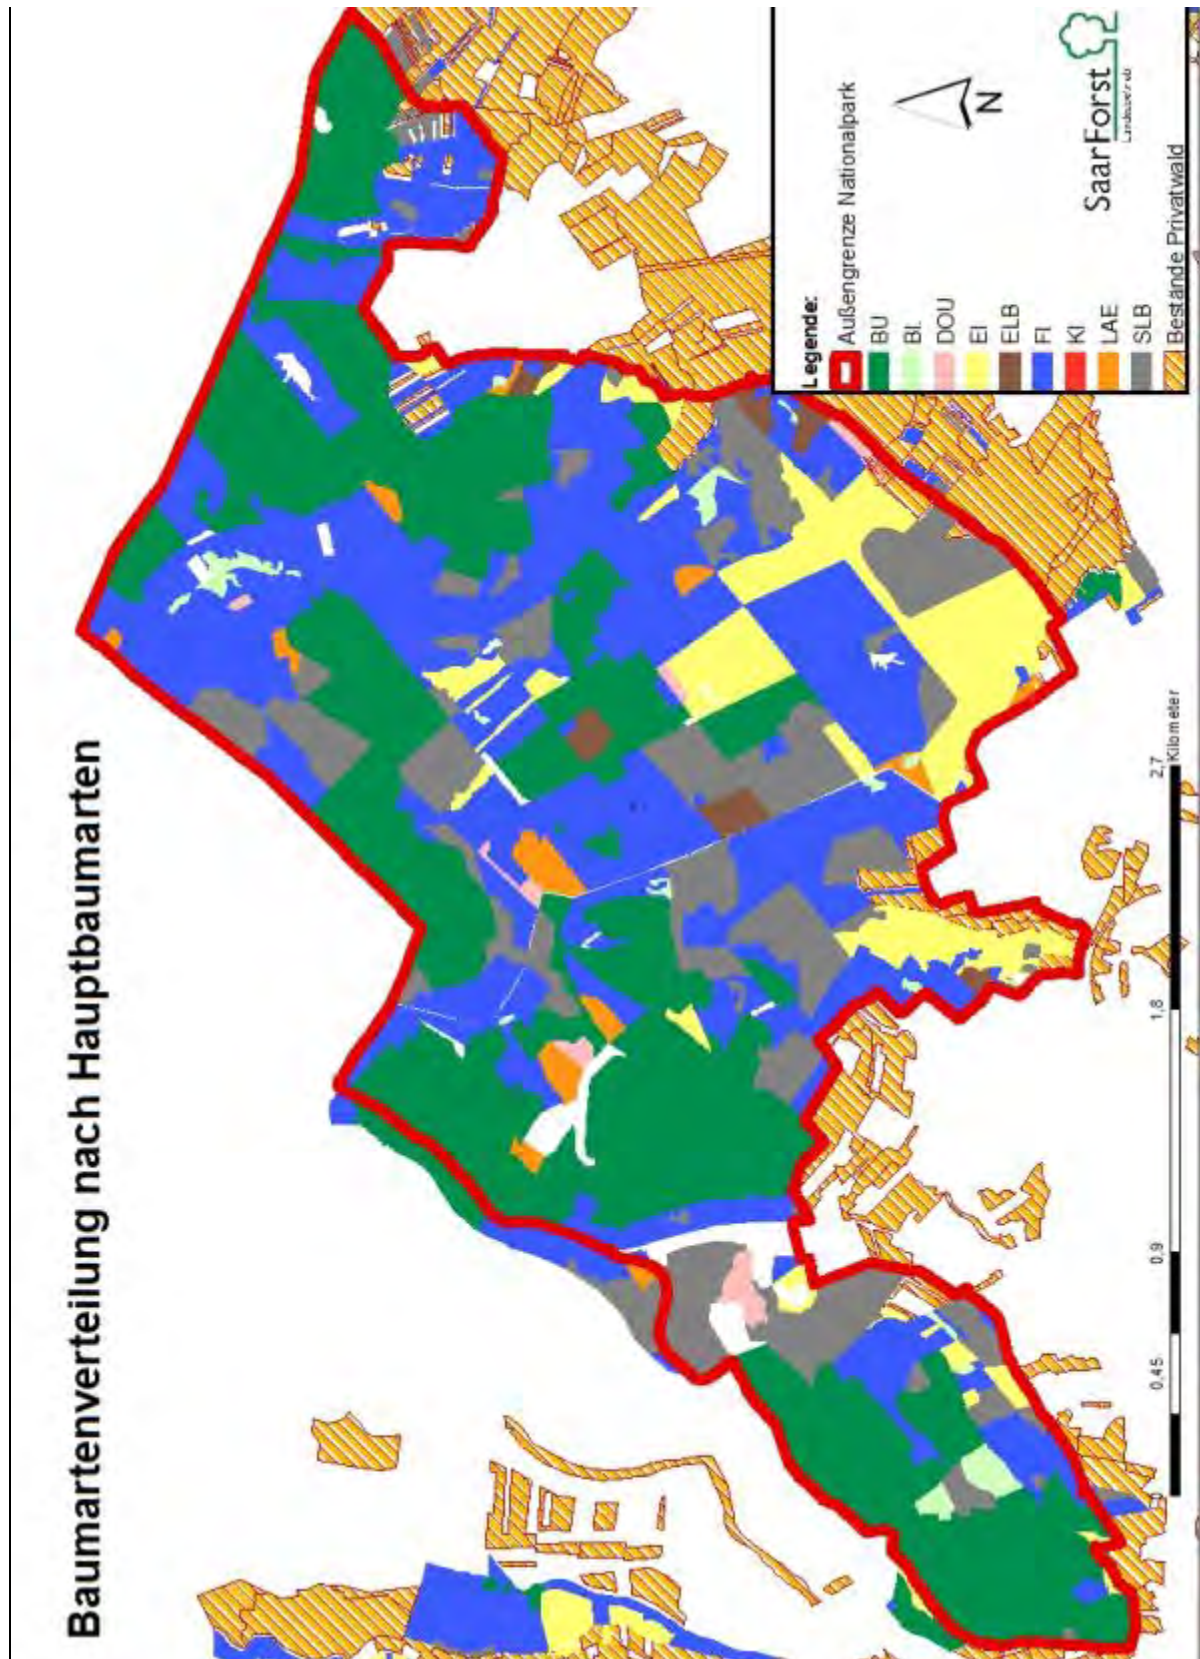 Baumartenverteilung nach Hauptbaumarten
Legende:
Außengrenze Nationalpark
BU
BI.
DOU
EI
ELB
FI
KI
LAE
SLB
Bestände Privatwald
N
SaarForst
0,45
0,9
1,8
2,7
Kilometer